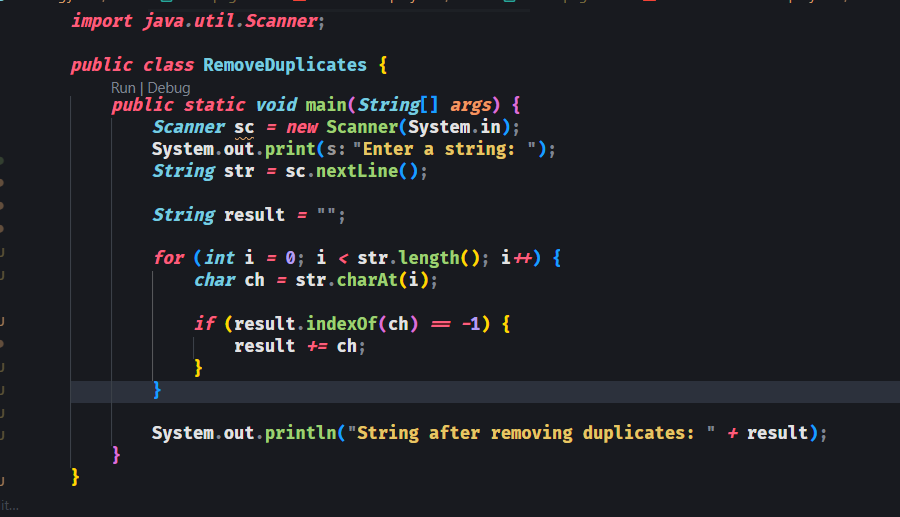 import java.util.Scanner;
public class RemoveDuplicates {
Run | Debug
public static void main(String[] args) {
Scanner sc = new Scanner(System.in);
System.out.print(s: "Enter a string: ");
String str = sc.nextLine();
String result = "";
for (int i = 0; i < str.length(); i++) {
char ch = str.charAt(i);
if (result.indexOf(ch) == -1) {
result += ch;
}
}
System.out.println("String after removing duplicates: " + result);
}
}
it...